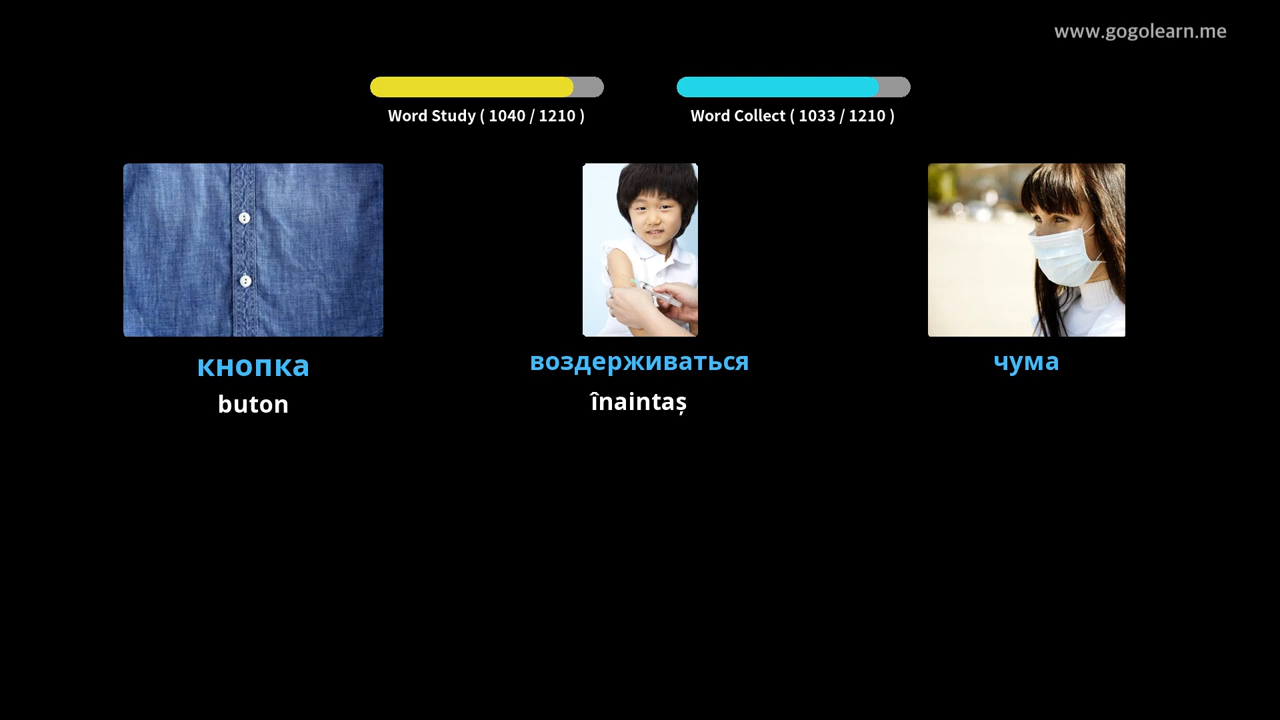 www.gogolearn.me
Word Study ( 1040 / 1210 )
Word Collect ( 1033 / 1210 )
кнопка
воздерживаться
чума
buton
înaintaș